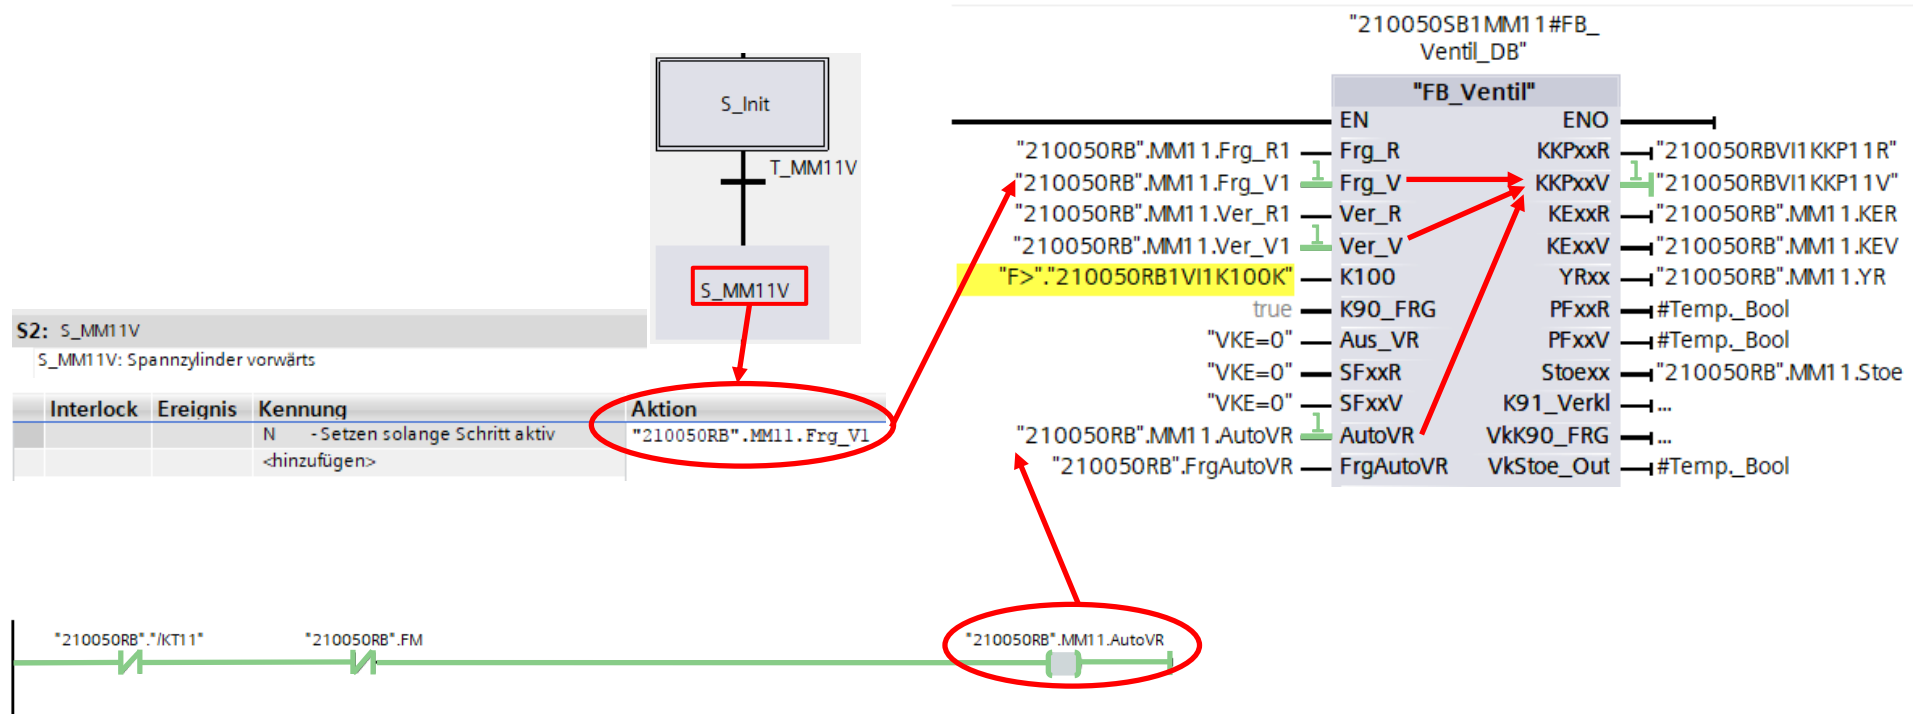 S_Init
T_MM11V
S_MM11V
S2: S_MM11V
S_MM11V: Spannzylinder vorwärts
Interlock Ereignis Kennung Aktion
N - Setzen solange Schritt aktiv "210050RB".MM11.Frg_V1
<hinzufügen>
"210050SB1MM11#FB_
Ventil_DB"
"FB_Ventil"
EN ENO
"210050RB".MM11.Frg_R1 Frg_R KKPxxR "210050RBVI1KKP11R"
"210050RB".MM11.Frg_V1 1 Frg_V KKPxxV 1 "210050RBVI1KKP11V"
"210050RB".MM11.Ver_R1 Ver_R KExxR "210050RB".MM11.KER
"210050RB".MM11.Ver_V1 1 Ver_V KExxV "210050RB".MM11.KEV
"F>"."210050RB1VI1K100K" K100 YRxx "210050RB".MM11.YR
true K90_FRG PFxxR #Temp._Bool
"VKE=0" Aus_VR PFxxV #Temp._Bool
"VKE=0" SFxxR Stoexx "210050RB".MM11.Stoe
"VKE=0" SFxxV K91_Verkl ...
"210050RB".MM11.AutoVR 1 AutoVR VkK90_FRG ...
"210050RB".FrgAutoVR FrgAutoVR VkStoe_Out #Temp._Bool
"210050RB"."/KT11" "210050RB".FM "210050RB".MM11.AutoVR